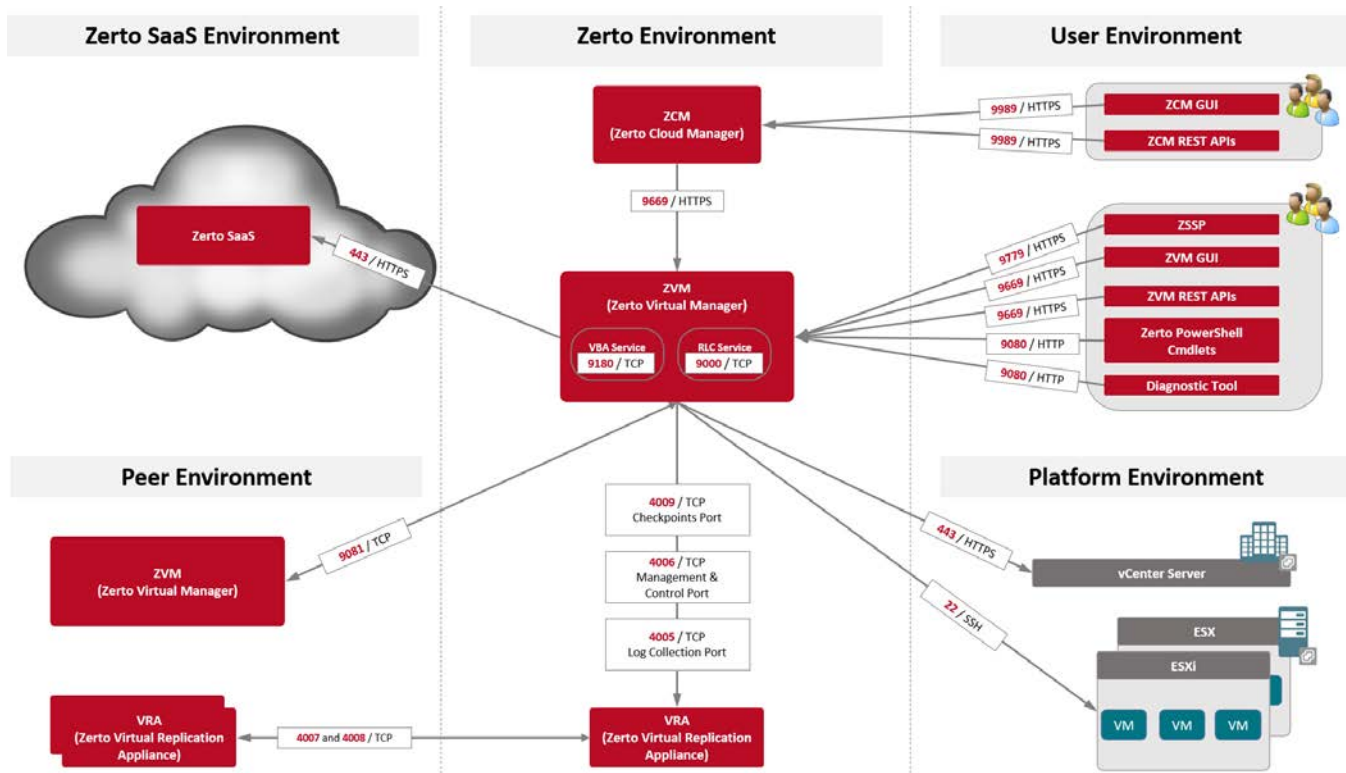 Zerto SaaS Environment
Zerto Environment
User Environment
ZCM
(Zerto Cloud Manager)
9989 / HTTPS
9989 / HTTPS
ZCM GUI
ZCM REST APIs
9669 / HTTPS
Zerto SaaS
443 / HTTPS
ZVM
(Zerto Virtual Manager)
VBA Service
9180 / TCP
RLC Service
9000 / TCP
9779 / HTTPS
9669 / HTTPS
9669 / HTTPS
9080 / HTTP
9080 / HTTP
ZSSP
ZVM GUI
ZVM REST APIs
Zerto PowerShell
Cmdlets
Diagnostic Tool
Peer Environment
Platform Environment
ZVM
(Zerto Virtual Manager)
9081 / TCP
4009 / TCP
Checkpoints Port
4006 / TCP
Management &
Control Port
4005 / TCP
Log Collection Port
443 / HTTPS
vCenter Server
22 / SSH
ESX
ESXi
VM
VM
VM
VRA
(Zerto Virtual Replication
Appliance)
4007 and 4008 / TCP
VRA
(Zerto Virtual Replication
Appliance)